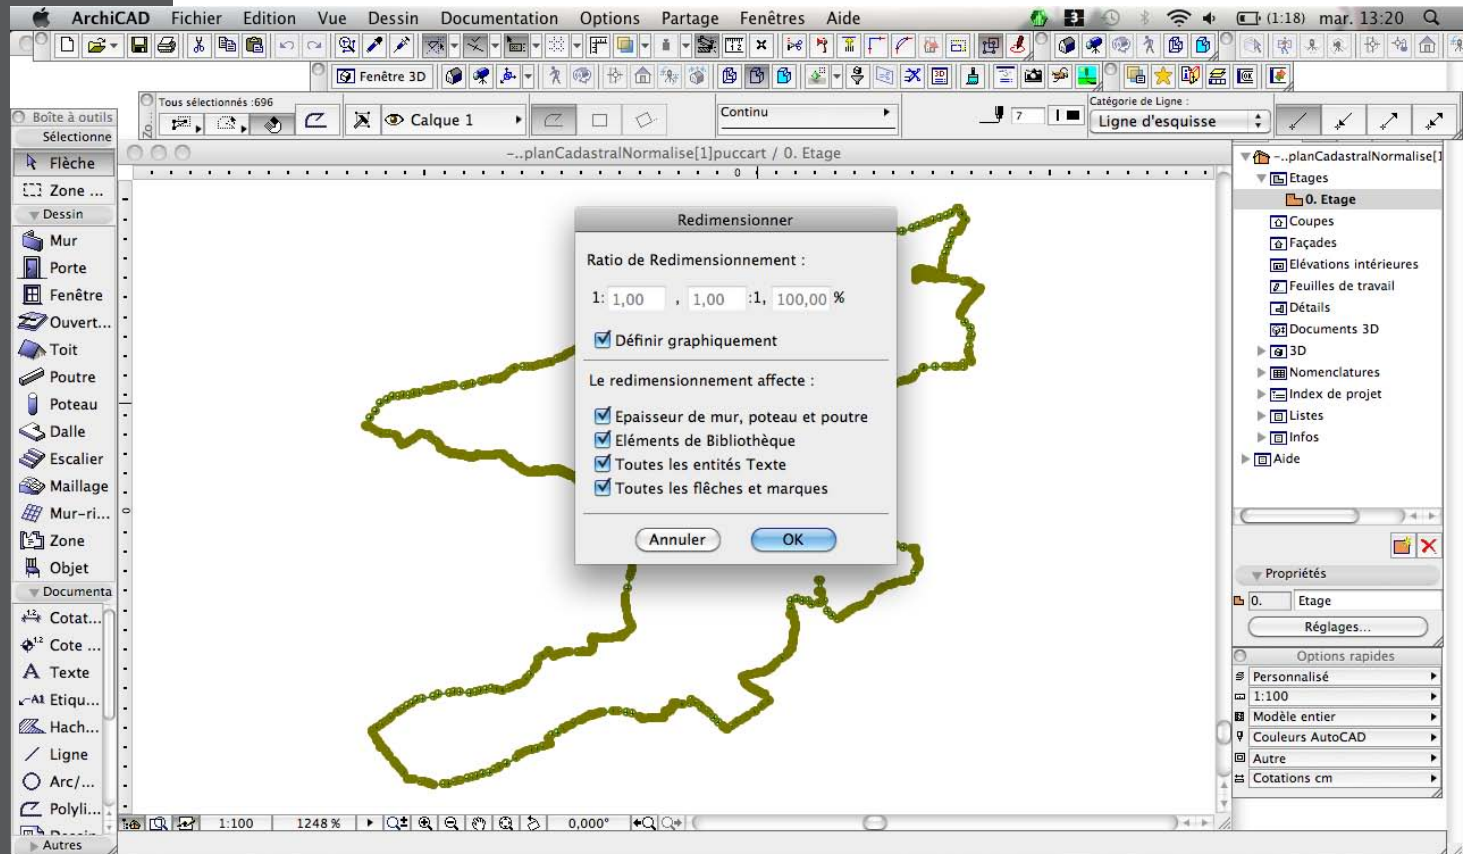 ArchiCAD Fichier Edition Vue Dessin Documentation Options Partage Fenêtres Aide 3 (1:18) mar. 13:20
Fenêtre 3D
Boîte à outils
Sélectionne
Flèche
Zone ...
Dessin
Mur
Porte
Fenêtre
Ouvert...
Toit
Poutre
Poteau
Dalle
Escalier
Maillage
Mur-ri...
Zone
Objet
Documenta
Cotat...
Cote ...
A Texte
A1 Etiqu...
Hach...
Ligne
Arc/...
Polyli...
Autres
Tous sélectionnés :696
Calque 1
Continu
7
Catégorie de Ligne :
Ligne d'esquisse
-..planCadastralNormalise[1]puccart / 0. Etage
0
Redimensionner
Ratio de Redimensionnement :
1: 1,00 , 1,00 :1, 100,00 %
Définir graphiquement
Le redimensionnement affecte :
Epaisseur de mur, poteau et poutre
Eléments de Bibliothèque
Toutes les entités Texte
Toutes les flêches et marques
Annuler OK
1:100 1248 % 0,000°
-..planCadastralNormalise[1
Etages
0. Etage
Coupes
Façades
Elévations intérieures
Feuilles de travail
Détails
Documents 3D
3D
Nomenclatures
Index de projet
Listes
Infos
Aide
Propriétés
0. Etage
Réglages...
Options rapides
Personnalisé
1:100
Modèle entier
Couleurs AutoCAD
Autre
Cotations cm